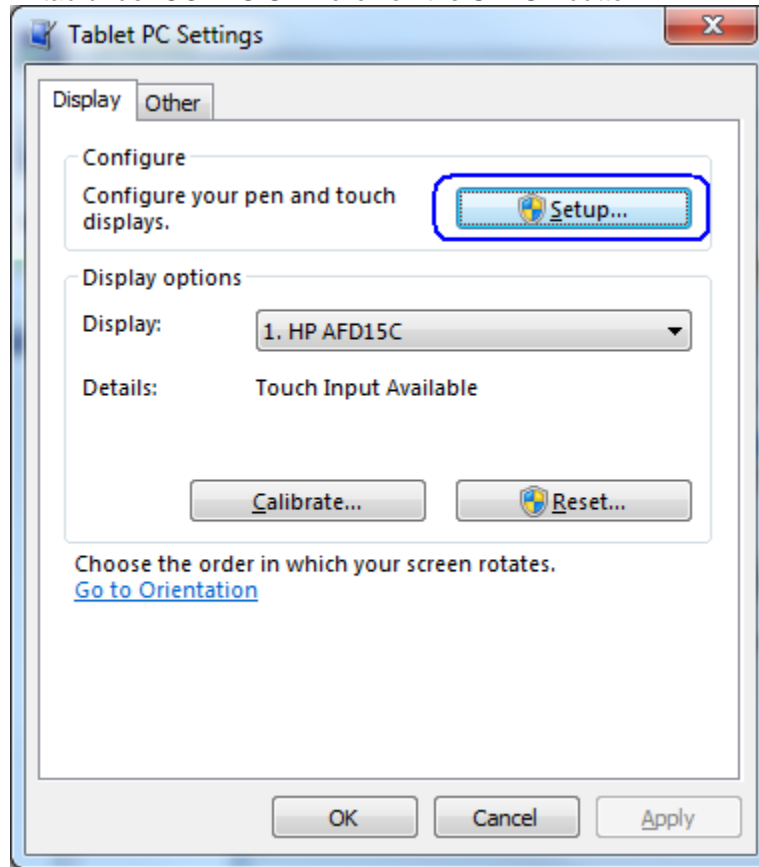 Tablet PC Settings
Display Other
Configure
Configure your pen and touch
displays.
Setup...
Display options
Display: 1. HP AFD15C
Details: Touch Input Available
Calibrate... Reset...
Choose the order in which your screen rotates.
Go to Orientation
OK Cancel Apply